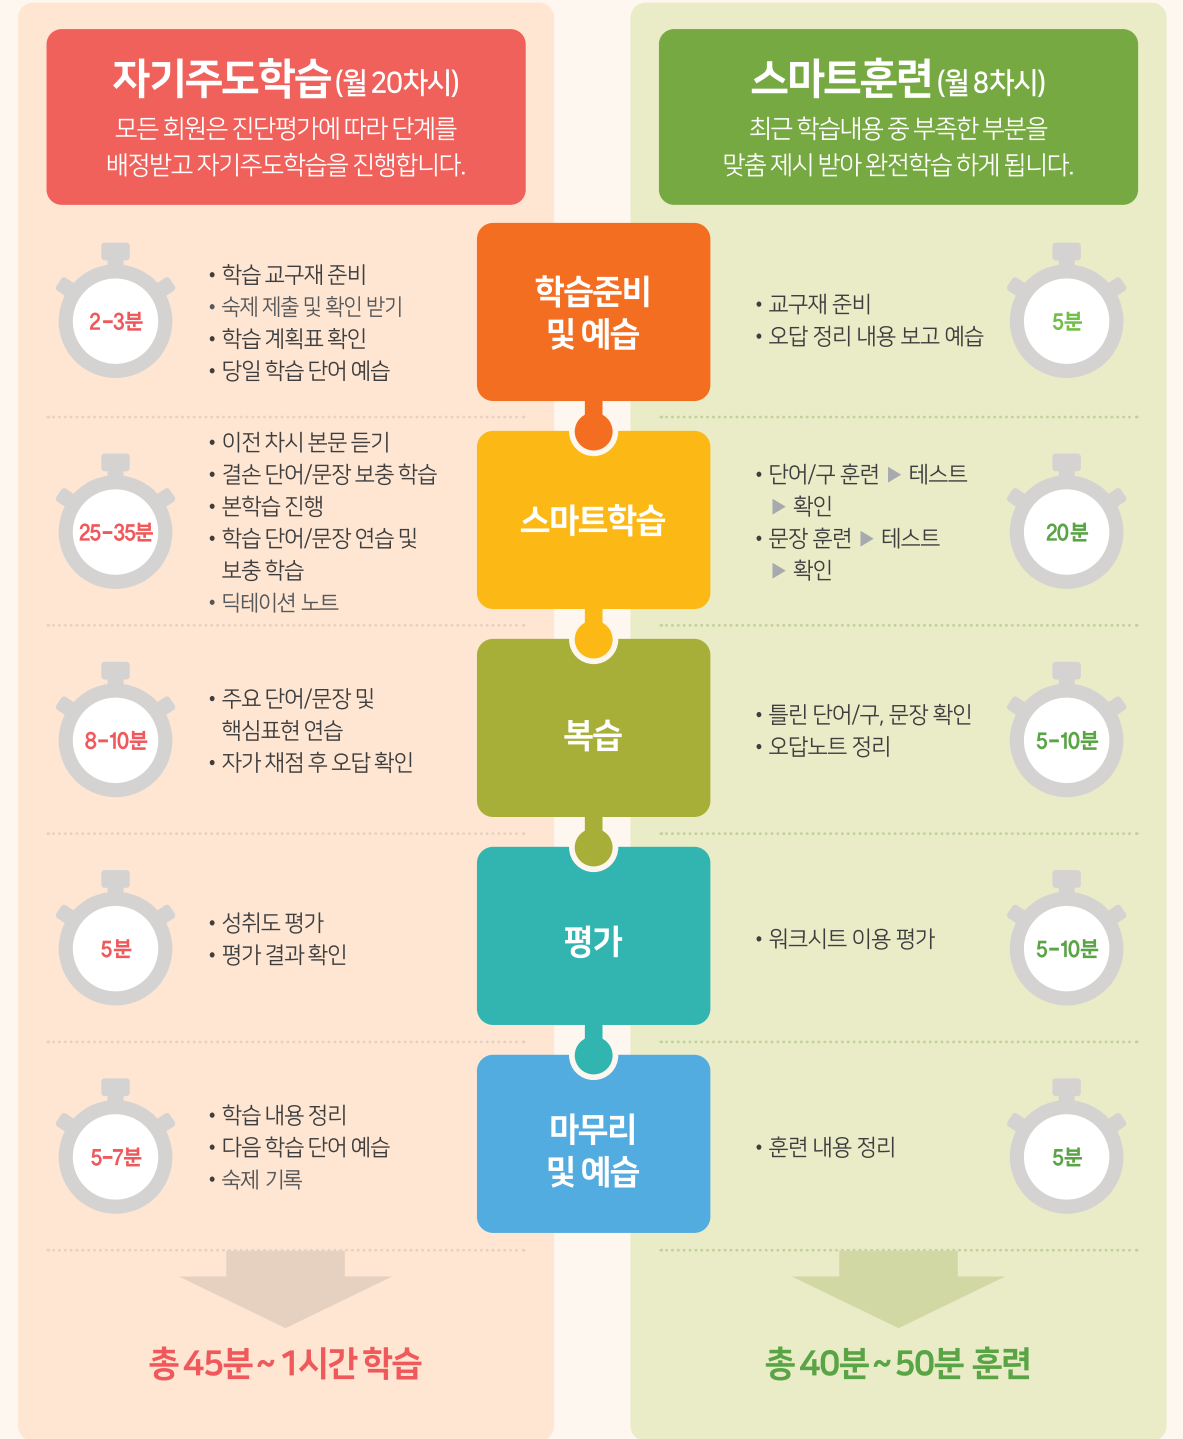 자기주도학습 (월 20차시)
모든 회원은 진단평가에 따라 단계를
배정받고 자기주도학습을 진행합니다.
스마트훈련 (월 8차시)
최근 학습내용 중 부족한 부분을
맞춤 제시 받아 완전학습 하게 됩니다.
2-3분
• 학습 교구재 준비
• 숙제 제출 및 확인 받기
• 학습 계획표 확인
• 당일 학습 단어 예습
학습준비
및 예습
• 교구재 준비
• 오답 정리 내용 보고 예습
5분
25-35분
• 이전 차시 본문 듣기
• 결손 단어/문장 보충 학습
• 본학습 진행
• 학습 단어/문장 연습 및
보충 학습
• 딕테이션 노트
스마트학습
• 단어/구 훈련 ▶ 테스트
▶ 확인
• 문장 훈련 ▶ 테스트
▶ 확인
20분
8-10분
• 주요 단어/문장 및
핵심표현 연습
• 자가 채점 후 오답 확인
복습
• 틀린 단어/구, 문장 확인
• 오답노트 정리
5-10분
5분
• 성취도 평가
• 평가 결과 확인
평가
• 워크시트 이용 평가
5-10분
5-7분
• 학습 내용 정리
• 다음 학습 단어 예습
• 숙제 기록
마무리
및 예습
• 훈련 내용 정리
5분
총 45분 ~ 1시간 학습
총 40분 ~ 50분 훈련